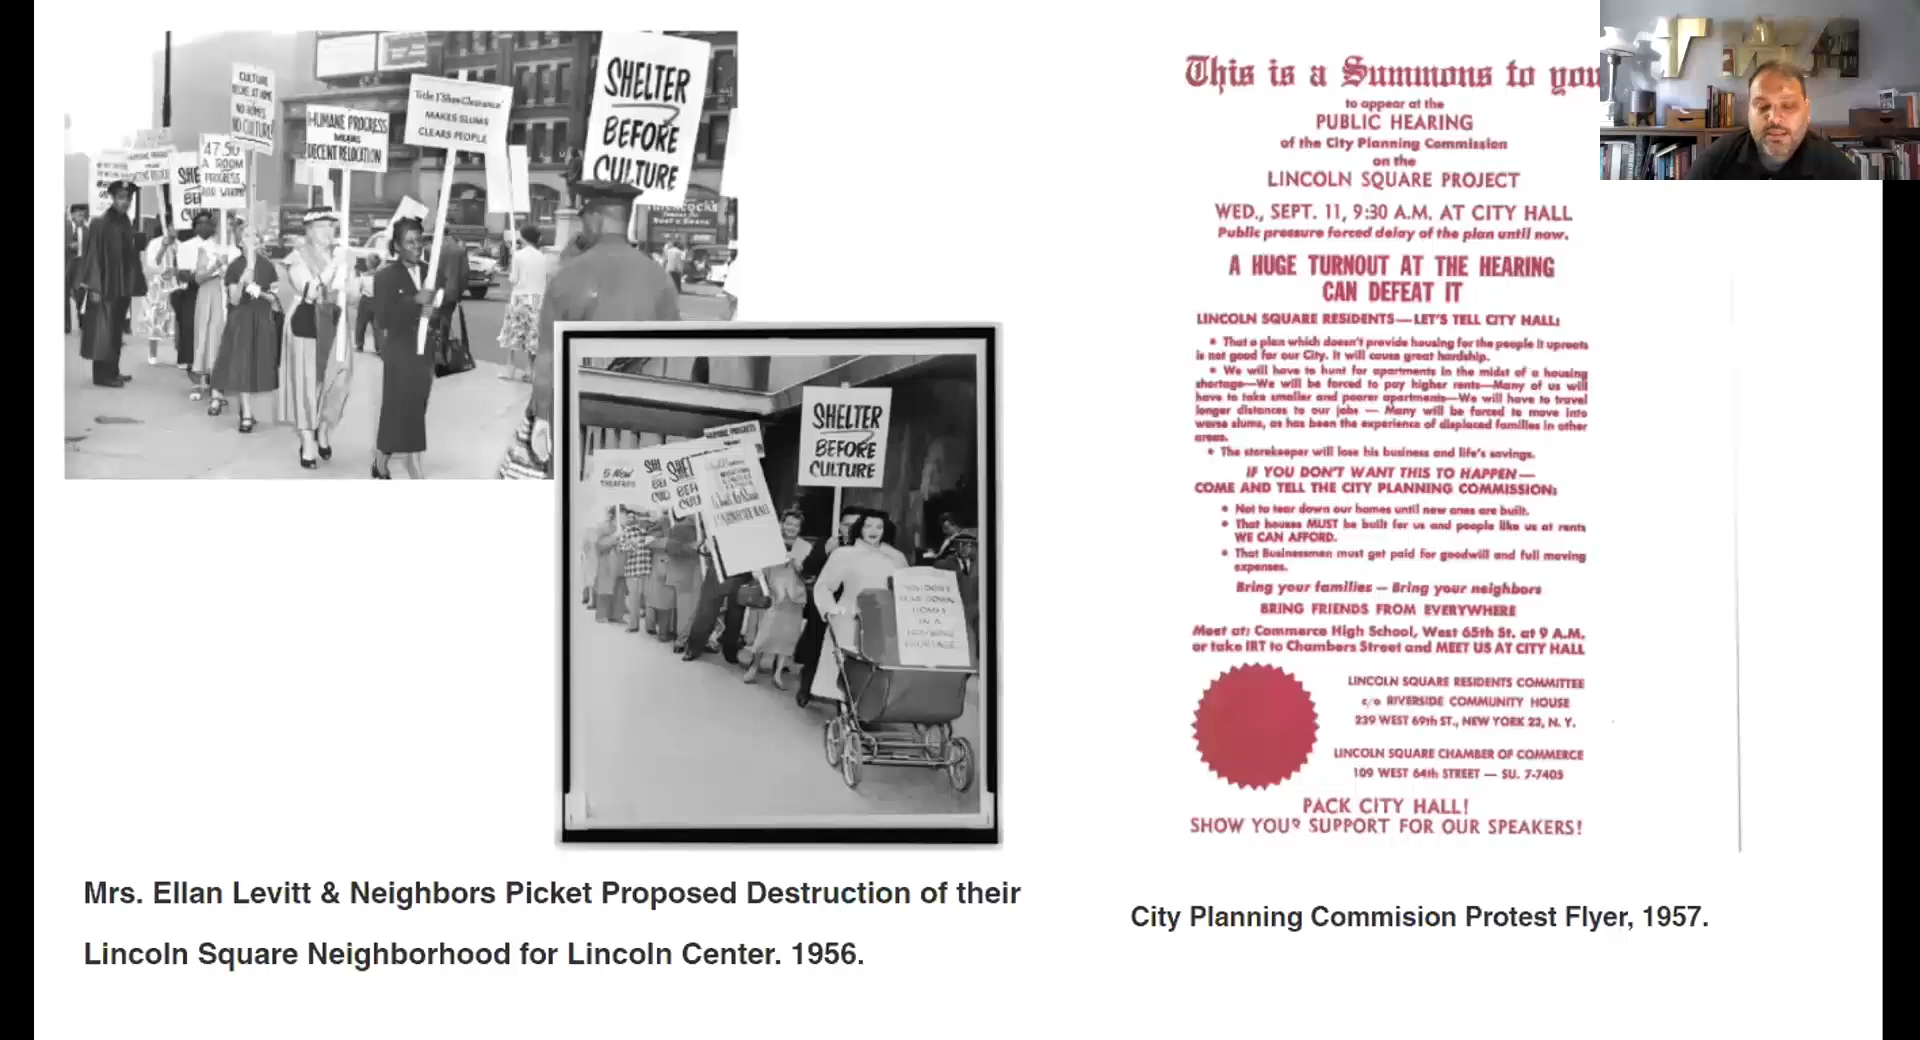 CULTURE
BEGINS AT HOME
NO HOMES,
NO CULTURE!
47.50
A ROOM
PROGRESS,
FOR WHOM?
SHE
BE
CU
HUMANE PROGRESS
MEANS
DECENT RELOCATION
Title I 'Slum Clearance'
MAKES SLUMS
CLEARS PEOPLE
SHELTER
BEFORE
CULTURE
5 New
THEATRES
SHEL
BEF
CUL
HUMANE PROGRESS
SHELTER
BEFORE
CULTURE
HOMES
IN A
Mrs. Ellan Levitt & Neighbors Picket Proposed Destruction of their
Lincoln Square Neighborhood for Lincoln Center. 1956.
This is a Summons to you
to appear at the
PUBLIC HEARING
of the City Planning Commission
on the
LINCOLN SQUARE PROJECT
WED., SEPT. 11, 9:30 A.M. AT CITY HALL
Public pressure forced delay of the plan until now.
A HUGE TURNOUT AT THE HEARING
CAN DEFEAT IT
LINCOLN SQUARE RESIDENTS—LET'S TELL CITY HALL:
• That a plan which doesn't provide housing for the people it uproots
is not good for our City. It will cause great hardship.
• We will have to hunt for apartments in the midst of a housing
shortage—We will be forced to pay higher rents—Many of us will
have to take smaller and poorer apartments—We will have to travel
longer distances to our jobs — Many will be forced to move into
worse slums, as has been the experience of displaced families in other
areas.
• The storekeeper will lose his business and life's savings.
IF YOU DON'T WANT THIS TO HAPPEN—
COME AND TELL THE CITY PLANNING COMMISSION:
• Not to tear down our homes until new ones are built.
• That houses MUST be built for us and people like us at rents
WE CAN AFFORD.
• That Businessmen must get paid for goodwill and full moving
expenses.
Bring your families — Bring your neighbors
BRING FRIENDS FROM EVERYWHERE
Meet at: Commerce High School, West 65th St. at 9 A.M.
or take IRT to Chambers Street and MEET US AT CITY HALL
LINCOLN SQUARE RESIDENTS COMMITTEE
c/o RIVERSIDE COMMUNITY HOUSE
239 WEST 69th ST., NEW YORK 23, N. Y.
LINCOLN SQUARE CHAMBER OF COMMERCE
109 WEST 64th STREET — SU. 7-7405
PACK CITY HALL!
SHOW YOUR SUPPORT FOR OUR SPEAKERS!
City Planning Commision Protest Flyer, 1957.